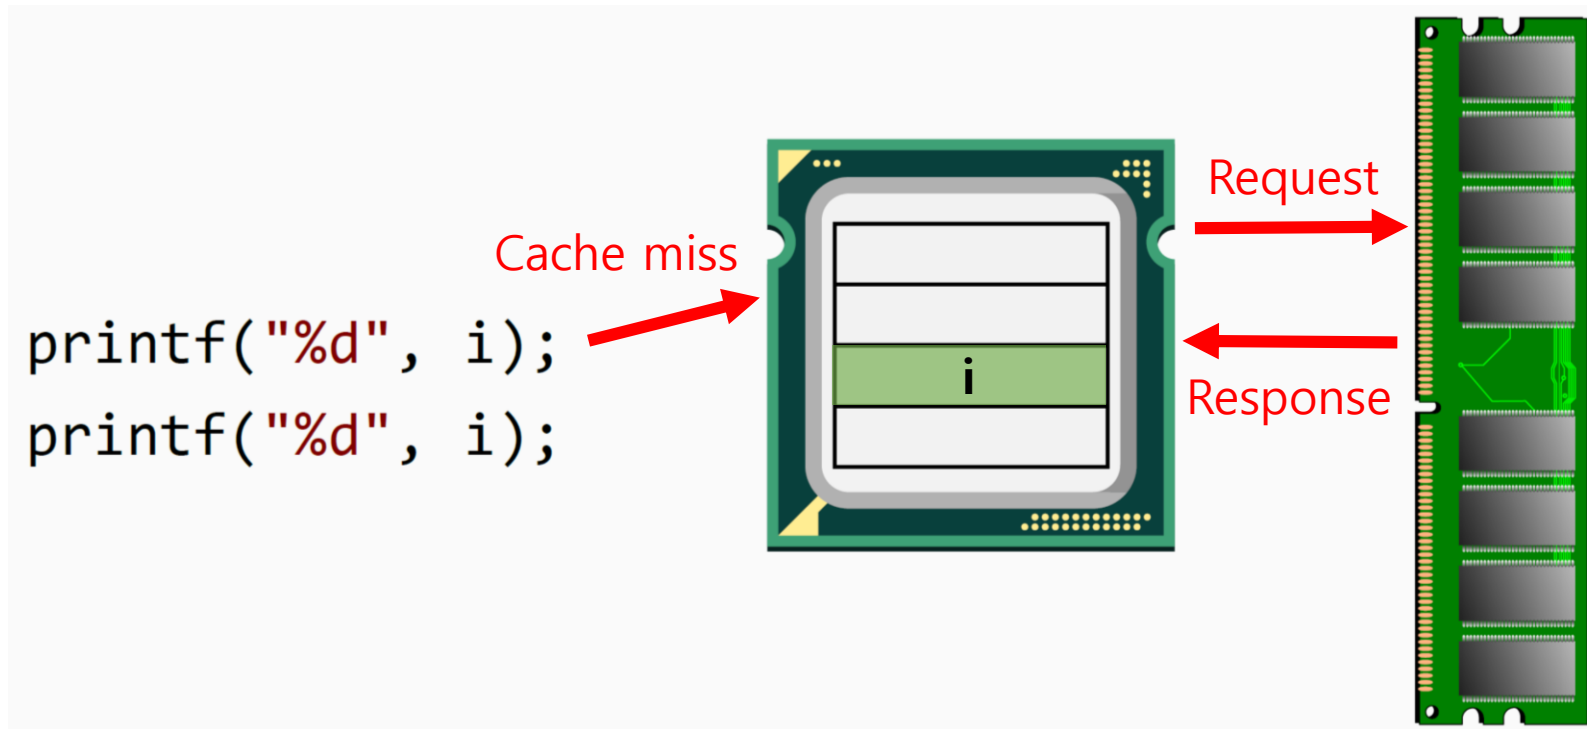 printf("%d", i);
printf("%d", i);
Cache miss
i
Request
Response